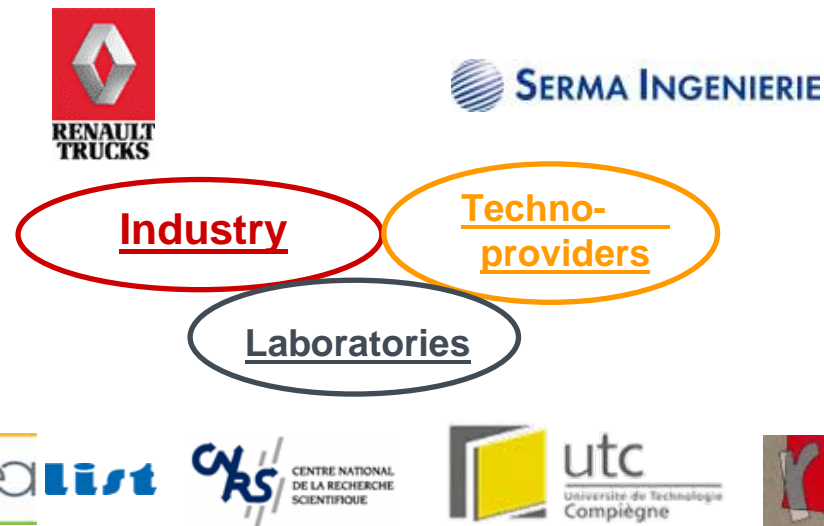 RENAULT
TRUCKS
SERMA INGENIERIE
Industry
Techno-
providers
Laboratories
list
CNRS
CENTRE NATIONAL
DE LA RECHERCHE
SCIENTIFIQUE
utc
Université de Technologie
Compiègne